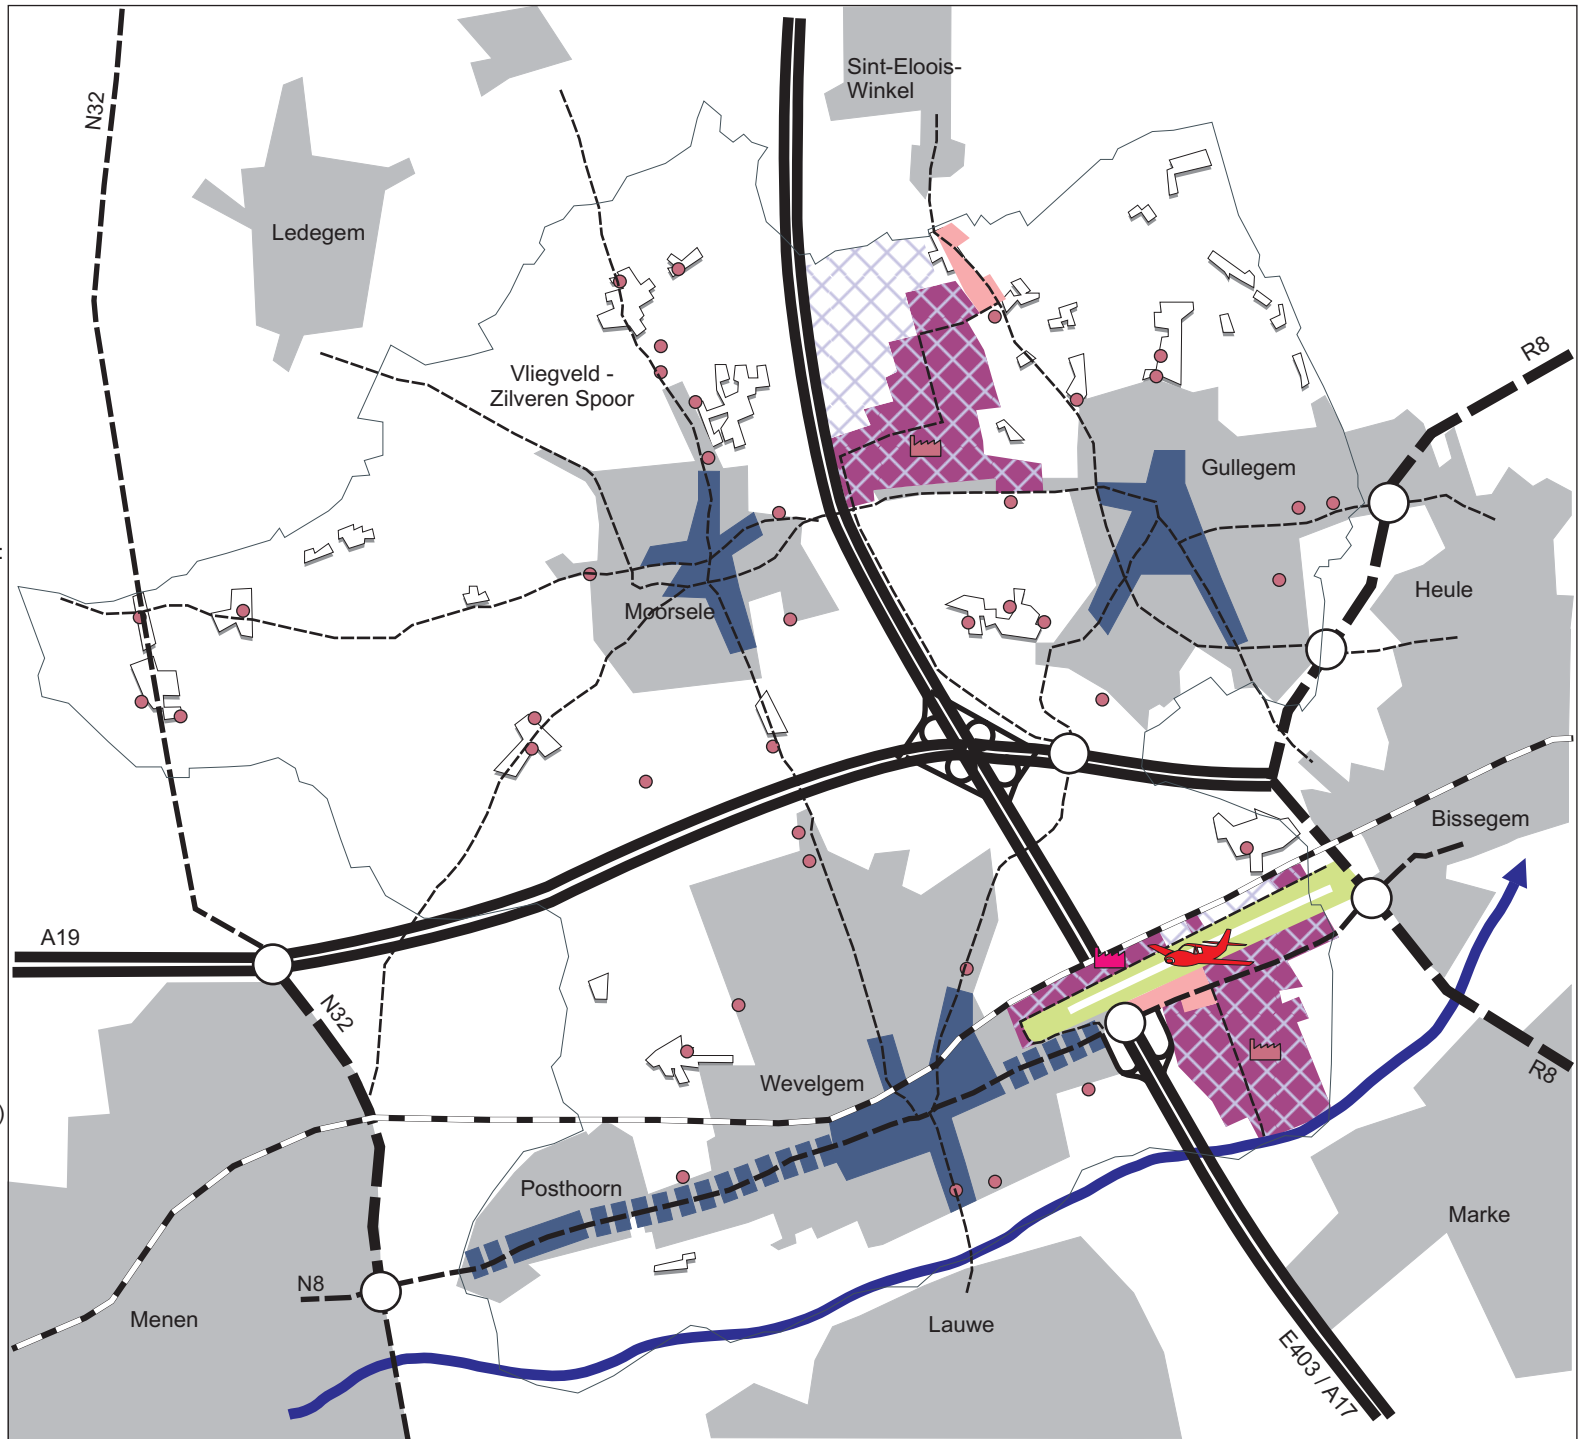 N32
Sint-Eloois-
Winkel
Ledegem
R8
Vliegveld -
Zilveren Spoor
Gullegem
Heule
Moorsele
Bissegem
A19
N32
R8
Wevelgem
)
Posthoorn
Marke
N8
Menen
Lauwe
E403 / A17